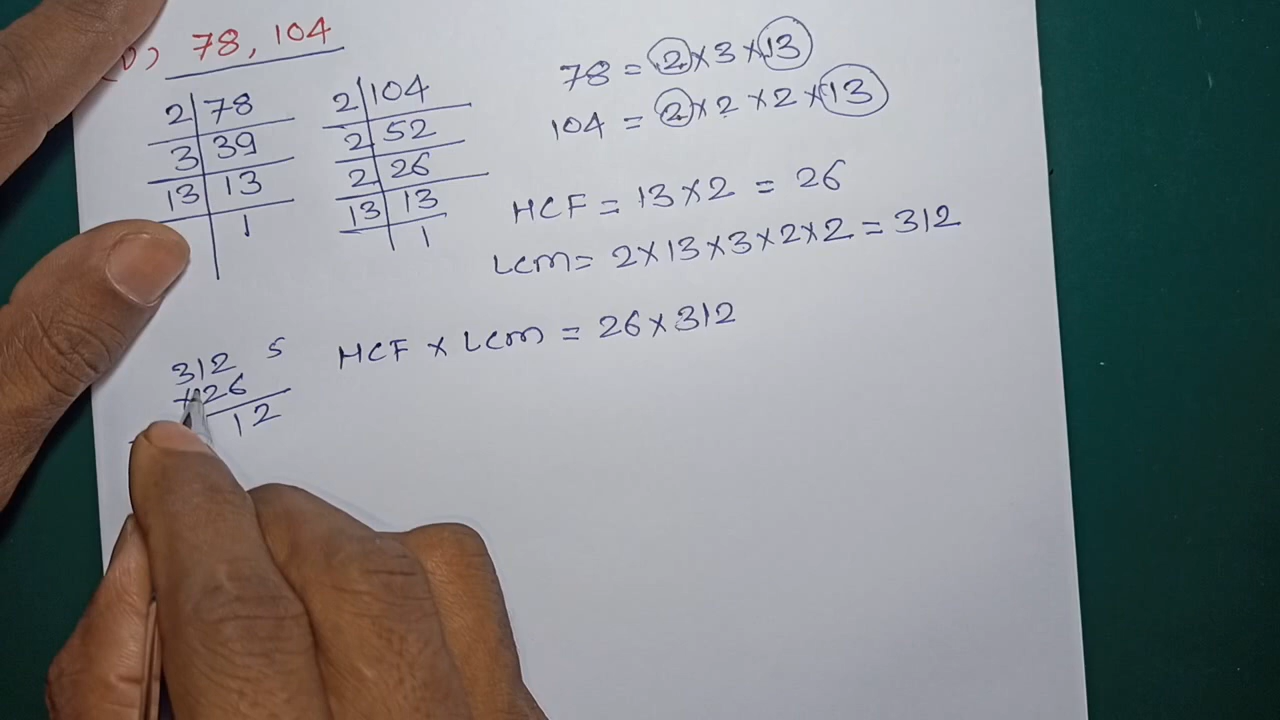 78, 104
2 78
3 39
13 13
1
2 104
2 52
2 26
13 13
1
78 = 2 × 3 × 13
104 = 2 × 2 × 2 × 13
HCF = 13 × 2 = 26
LCM = 2 × 13 × 3 × 2 × 2 = 312
HCF × LCM = 26 × 312
312 5
×26
12